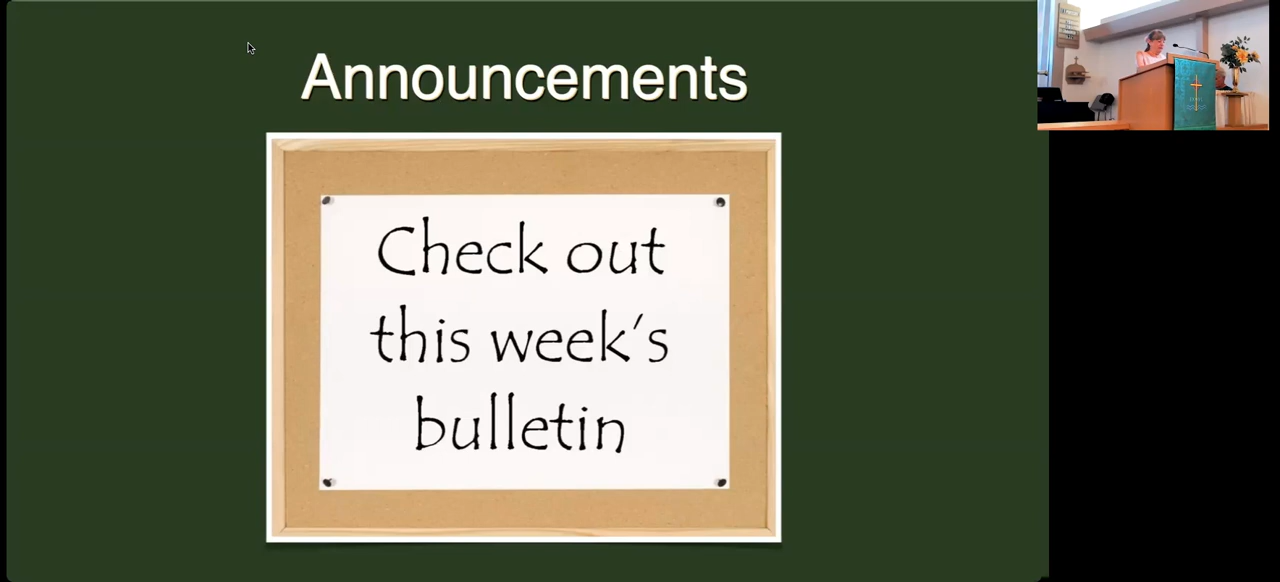 Announcements
Check out
this week's
bulletin